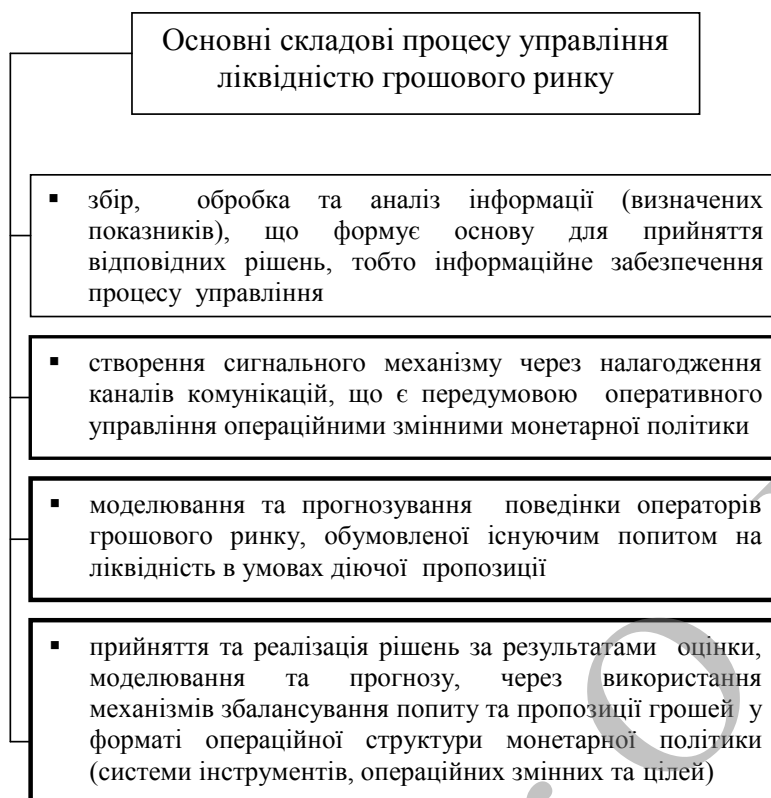 Основні складові процесу управління
ліквідністю грошового ринку
▪ збір, обробка та аналіз інформації (визначених
показників), що формує основу для прийняття
відповідних рішень, тобто інформаційне забезпечення
процесу управління
▪ створення сигнального механізму через налагодження
каналів комунікацій, що є передумовою оперативного
управління операційними змінними монетарної політики
▪ моделювання та прогнозування поведінки операторів
грошового ринку, обумовленої існуючим попитом на
ліквідність в умовах діючої пропозиції
▪ прийняття та реалізація рішень за результатами оцінки,
моделювання та прогнозу, через використання
механізмів збалансування попиту та пропозиції грошей у
форматі операційної структури монетарної політики
(системи інструментів, операційних змінних та цілей)